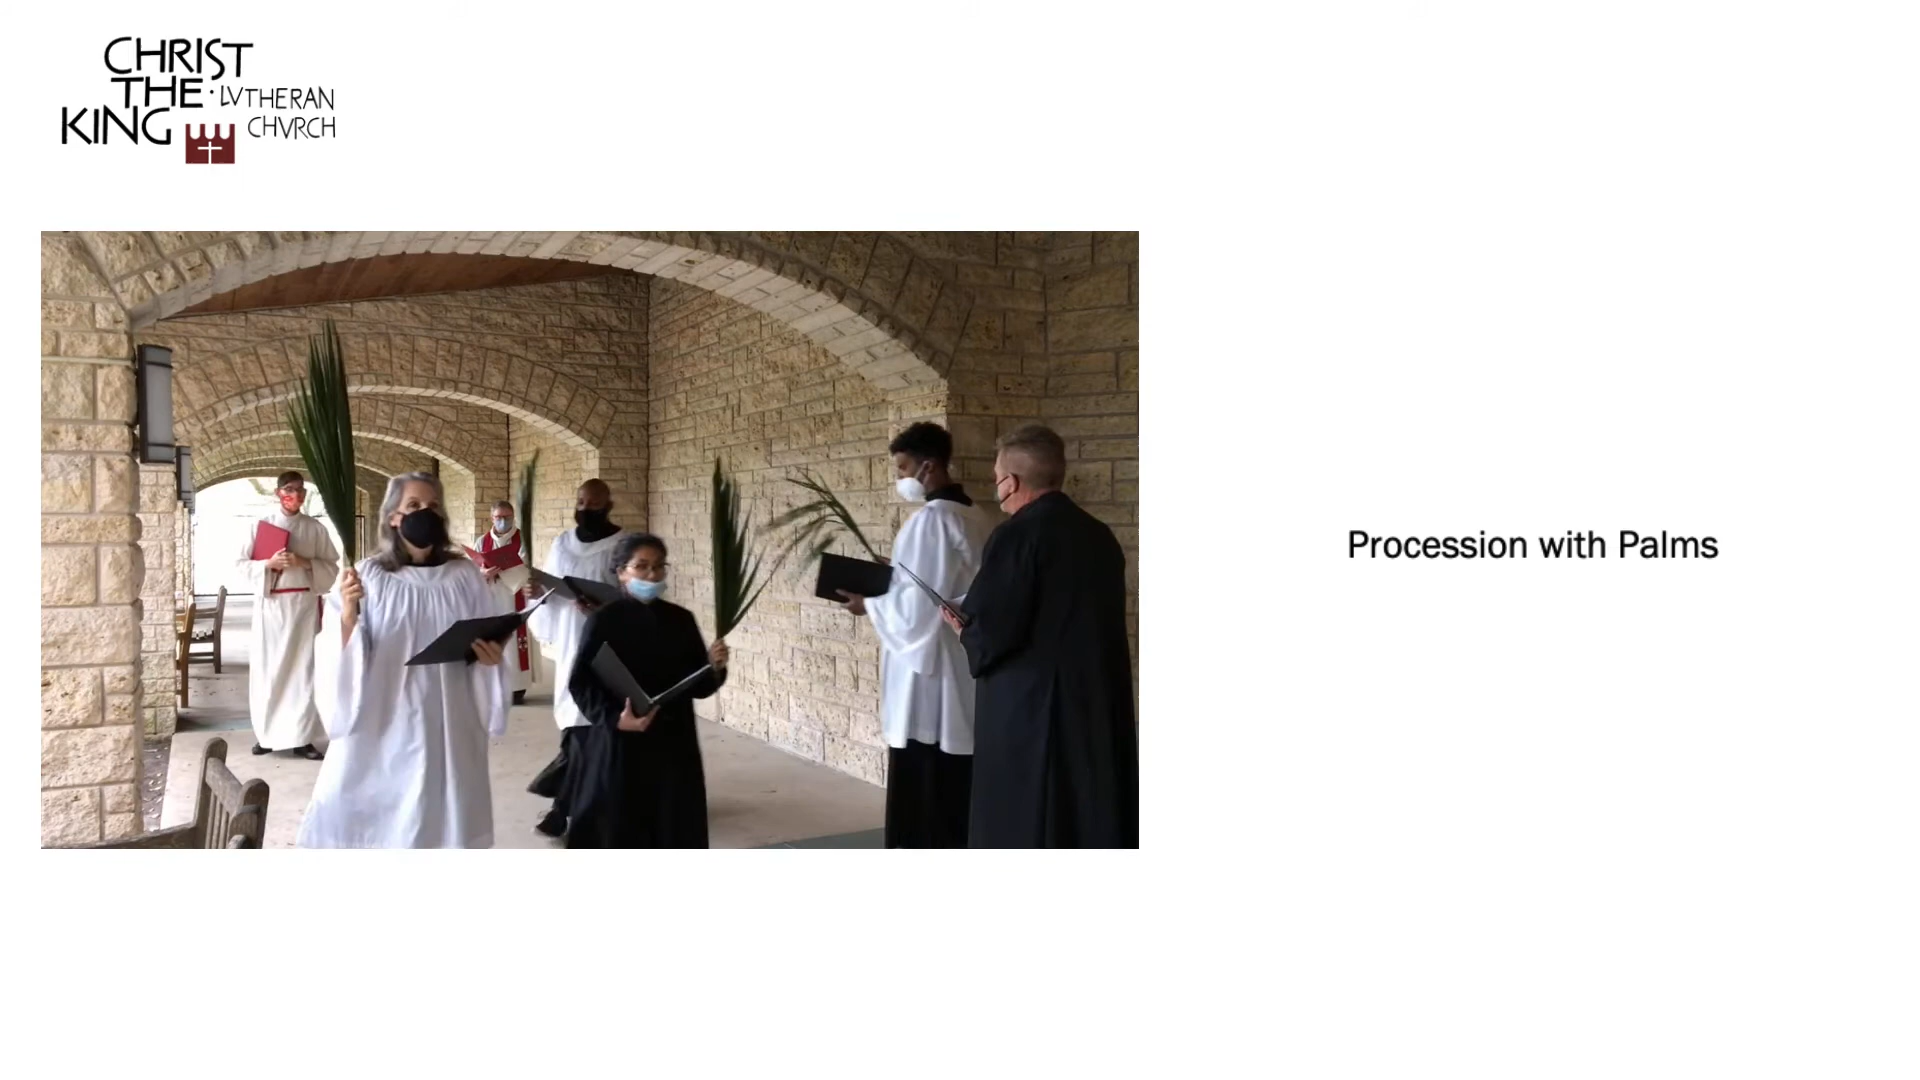 CHRIST
THE · LVTHERAN
KING CHVRCH
Procession with Palms